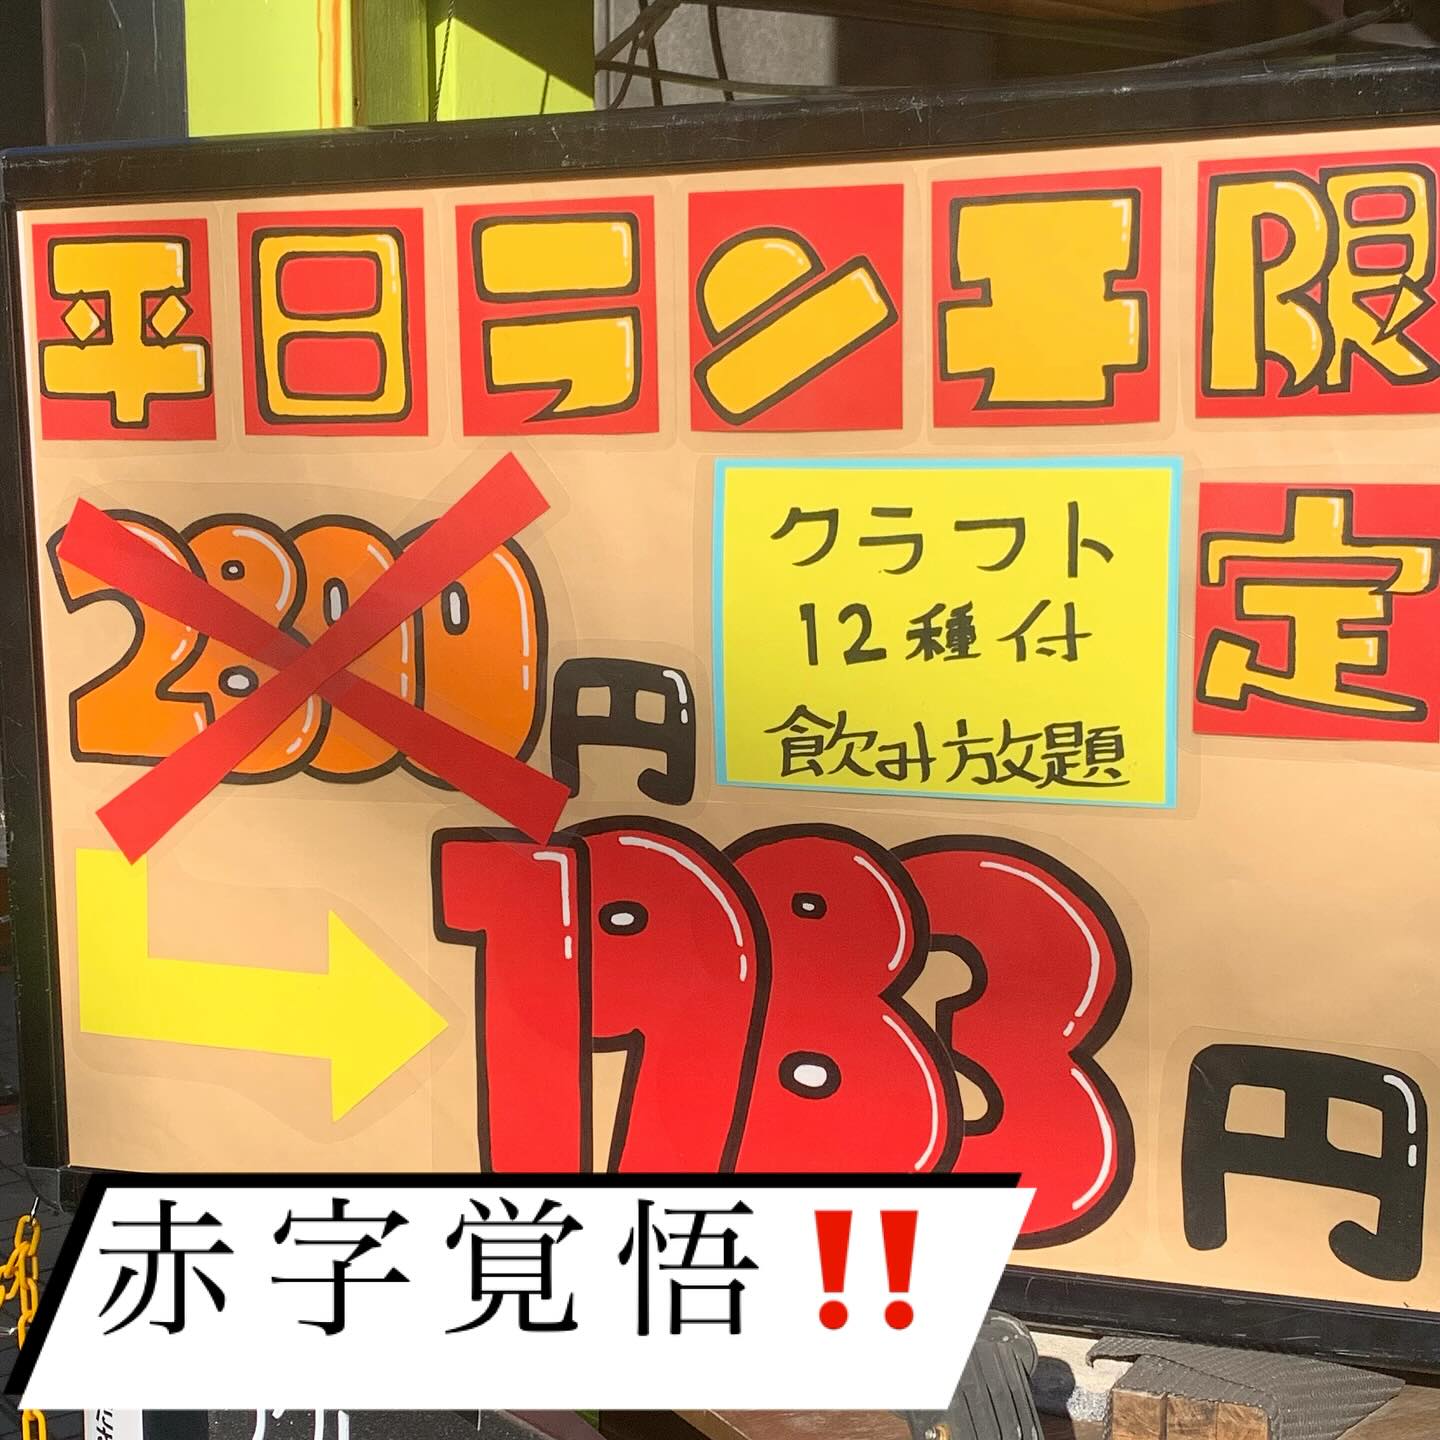 平日ランチ限
定
2800円
クラフト
12種付
飲み放題
1983円
赤字覚悟‼